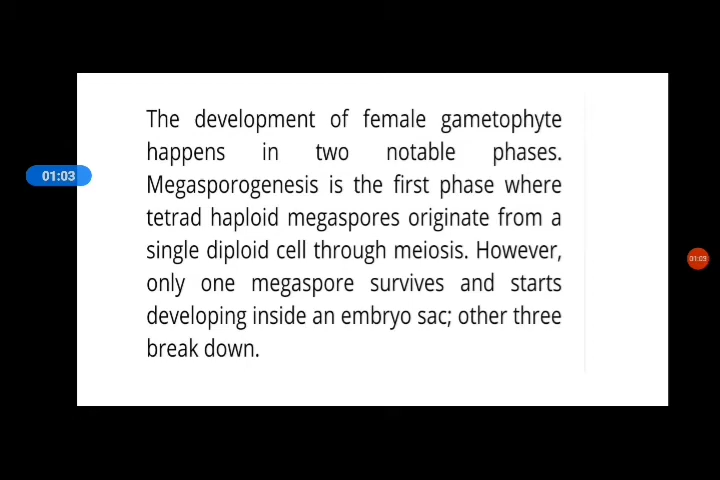 The development of female gametophyte
happens in two notable phases.
01:03
Megasporogenesis is the first phase where
tetrad haploid megaspores originate from a
single diploid cell through meiosis. However,
01:03
only one megaspore survives and starts
developing inside an embryo sac; other three
break down.